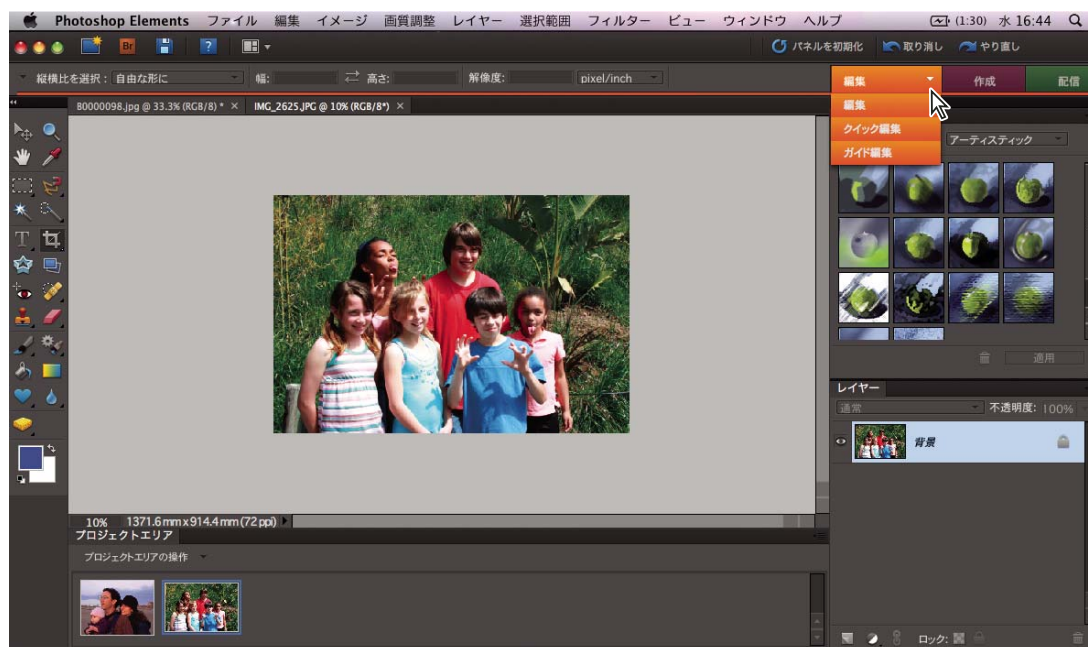 Photoshop Elements ファイル 編集 イメージ 画質調整 レイヤー 選択範囲 フィルター ビュー ウィンドウ ヘルプ (1:30) 水 16:44
Br ? パネルを初期化 取り消し やり直し
縦横比を選択 : 自由な形に 幅: 高さ: 解像度: pixel/inch
編集 作成 配信
80000098.jpg @ 33.3% (RGB/8) * × IMG_2625.JPG @ 10% (RGB/8*) ×
編集
クイック編集
ガイド編集
アーティスティック
適用
レイヤー
通常 不透明度: 100%
背景
10% 1371.6 mm x 914.4 mm (72 ppi)
プロジェクトエリア
プロジェクトエリアの操作
ロック: